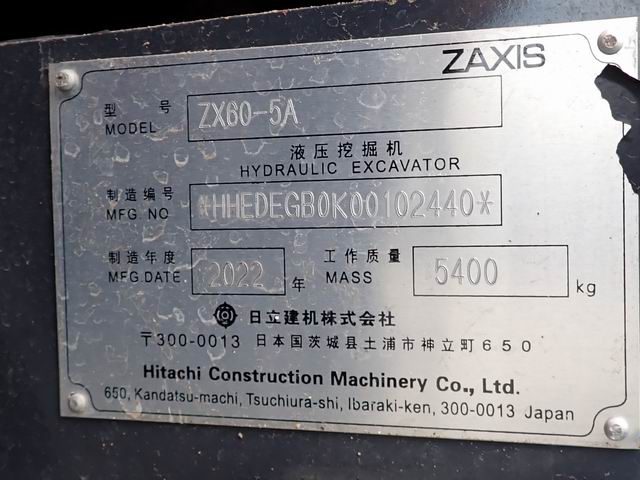 ZAXIS
型 号 MODEL ZX60-5A
液压挖掘机
HYDRAULIC EXCAVATOR
制造编号 MFG. NO *HHEDEGB0K00102440*
制造年度 MFG.DATE 2022 年 工作质量 MASS 5400 kg
日立建机株式会社
〒300-0013 日本国茨城县土浦市神立町650
Hitachi Construction Machinery Co., Ltd.
650, Kandatsu-machi, Tsuchiura-shi, Ibaraki-ken, 300-0013 Japan